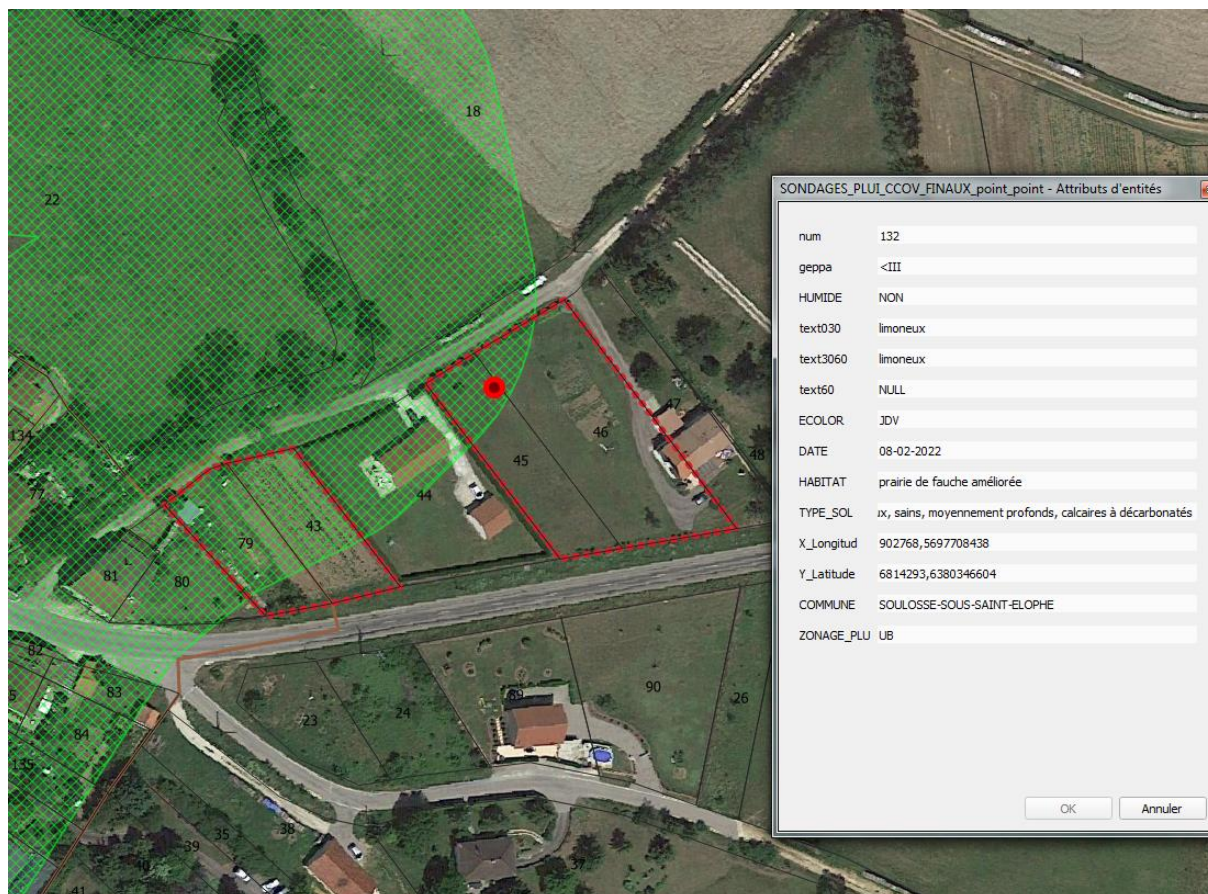 18
22
SONDAGES_PLUI_CCOV_FINAUX_point_point - Attributs d'entités
num 132
geppa <III
HUMIDE NON
text030 limoneux
text3060 limoneux
text60 NULL
ECOLOR JDV
DATE 08-02-2022
HABITAT prairie de fauche améliorée
TYPE_SOL ux, sains, moyennement profonds, calcaires à décarbonatés
X_Longitud 902768,5697708438
Y_Latitude 6814293,6380346604
COMMUNE SOULOSSE-SOUS-SAINT-ELOPHE
ZONAGE_PLU UB
OK Annuler
134
77
47
46
48
45
44
43
79
81
80
82
83
84
135
89
90
26
24
23
35
38
39
40
41
37